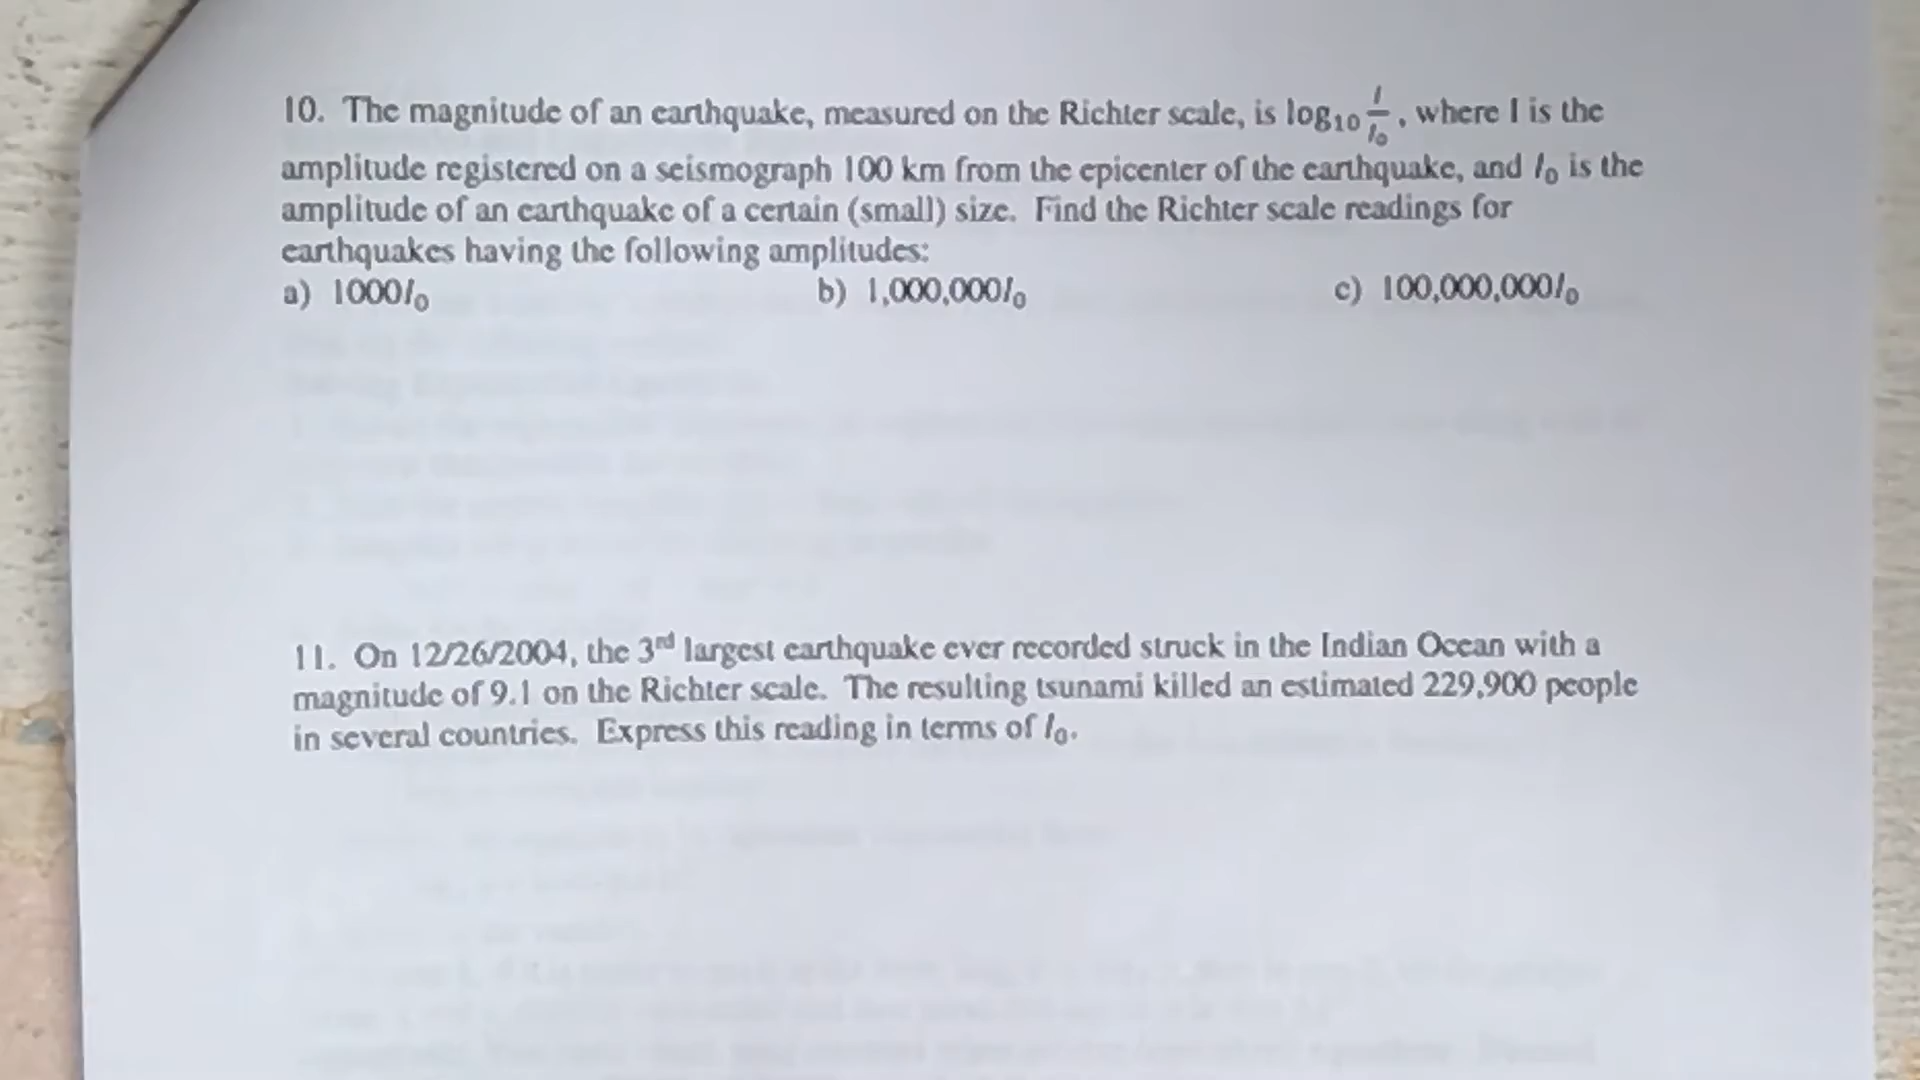 10. The magnitude of an earthquake, measured on the Richter scale, is log₁₀ I/I₀, where I is the
amplitude registered on a seismograph 100 km from the epicenter of the earthquake, and I₀ is the
amplitude of an earthquake of a certain (small) size. Find the Richter scale readings for
earthquakes having the following amplitudes:
a) 1000I₀ b) 1,000,000I₀ c) 100,000,000I₀
11. On 12/26/2004, the 3rd largest earthquake ever recorded struck in the Indian Ocean with a
magnitude of 9.1 on the Richter scale. The resulting tsunami killed an estimated 229,900 people
in several countries. Express this reading in terms of I₀.